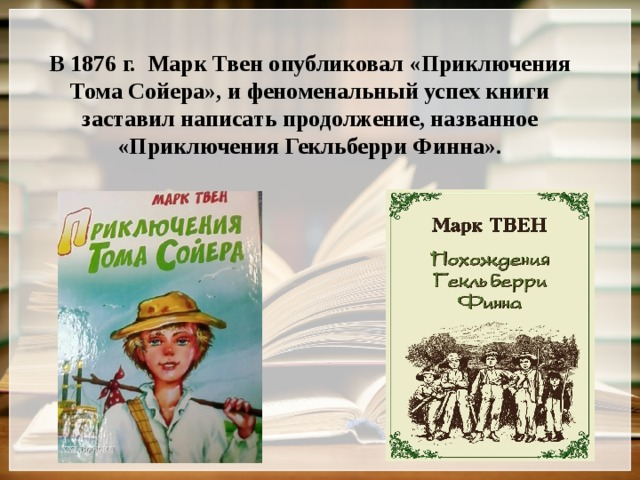 В 1876 г. Марк Твен опубликовал «Приключения
Тома Сойера», и феноменальный успех книги
заставил написать продолжение, названное
«Приключения Гекльберри Финна».
МАРК ТВЕН
ПРИКЛЮЧЕНИЯ
ТОМА СОЙЕРА
Марк ТВЕН
Похождения
Гекльберри
Финна